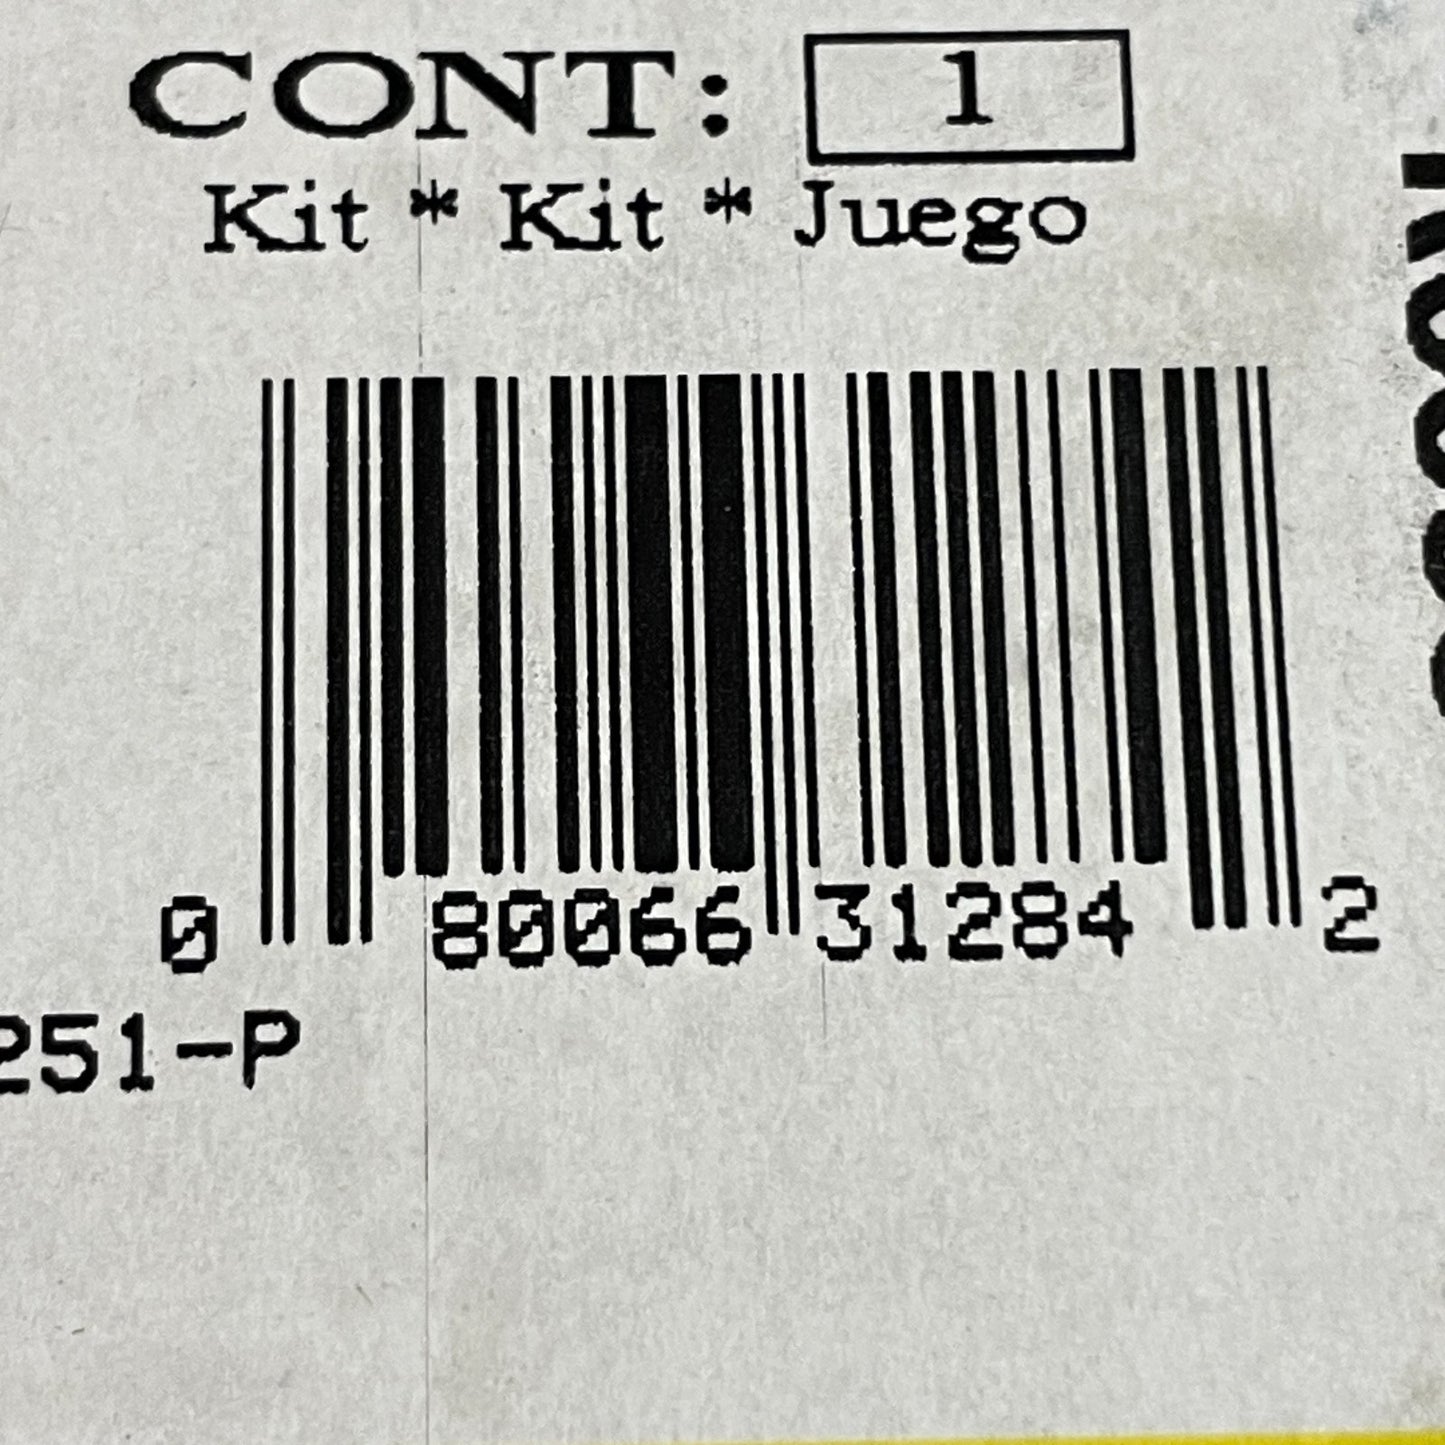 CONT: 1
Kit * Kit * Juego
0 80066 31284 2
251-P